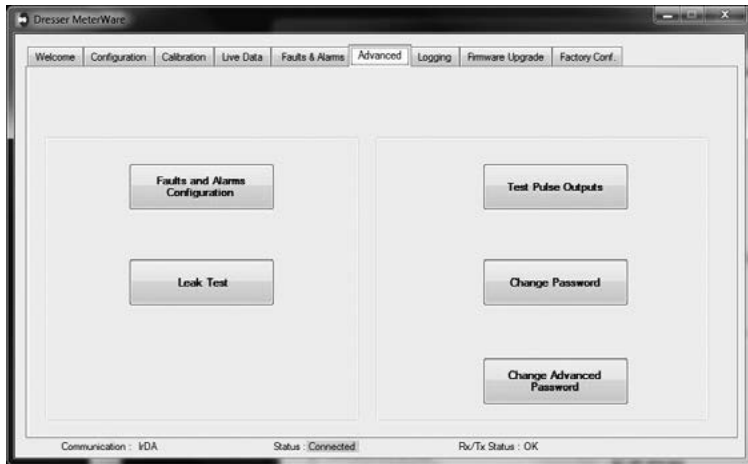 Dresser MeterWare
Welcome Configuration Calibration Live Data Faults & Alarms Advanced Logging Firmware Upgrade Factory Conf.
Faults and Alarms
Configuration
Test Pulse Outputs
Leak Test
Change Password
Change Advanced
Password
Communication : IrDA Status : Connected Rx/Tx Status : OK